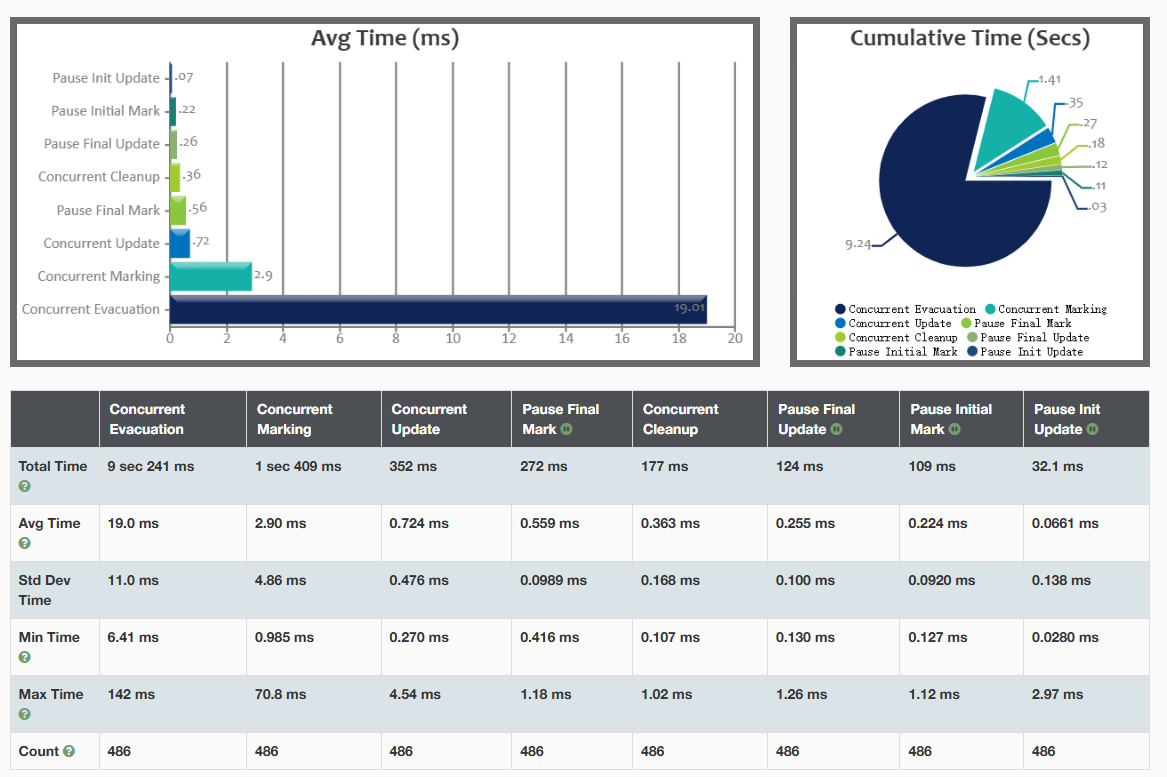 Avg Time (ms)
Pause Init Update
.07
Pause Initial Mark
.22
Pause Final Update
.26
Concurrent Cleanup
.36
Pause Final Mark
.56
Concurrent Update
.72
Concurrent Marking
2.9
Concurrent Evacuation
19.01
0 2 4 6 8 10 12 14 16 18 20
Cumulative Time (Secs)
1.41
.35
.27
.18
.12
.11
.03
9.24
Concurrent Evacuation Concurrent Marking
Concurrent Update Pause Final Mark
Concurrent Cleanup Pause Final Update
Pause Initial Mark Pause Init Update
Concurrent Evacuation Concurrent Marking Concurrent Update Pause Final Mark Concurrent Cleanup Pause Final Update Pause Initial Mark Pause Init Update
Total Time ? 9 sec 241 ms 1 sec 409 ms 352 ms 272 ms 177 ms 124 ms 109 ms 32.1 ms
Avg Time ? 19.0 ms 2.90 ms 0.724 ms 0.559 ms 0.363 ms 0.255 ms 0.224 ms 0.0661 ms
Std Dev Time 11.0 ms 4.86 ms 0.476 ms 0.0989 ms 0.168 ms 0.100 ms 0.0920 ms 0.138 ms
Min Time ? 6.41 ms 0.985 ms 0.270 ms 0.416 ms 0.107 ms 0.130 ms 0.127 ms 0.0280 ms
Max Time ? 142 ms 70.8 ms 4.54 ms 1.18 ms 1.02 ms 1.26 ms 1.12 ms 2.97 ms
Count ? 486 486 486 486 486 486 486 486